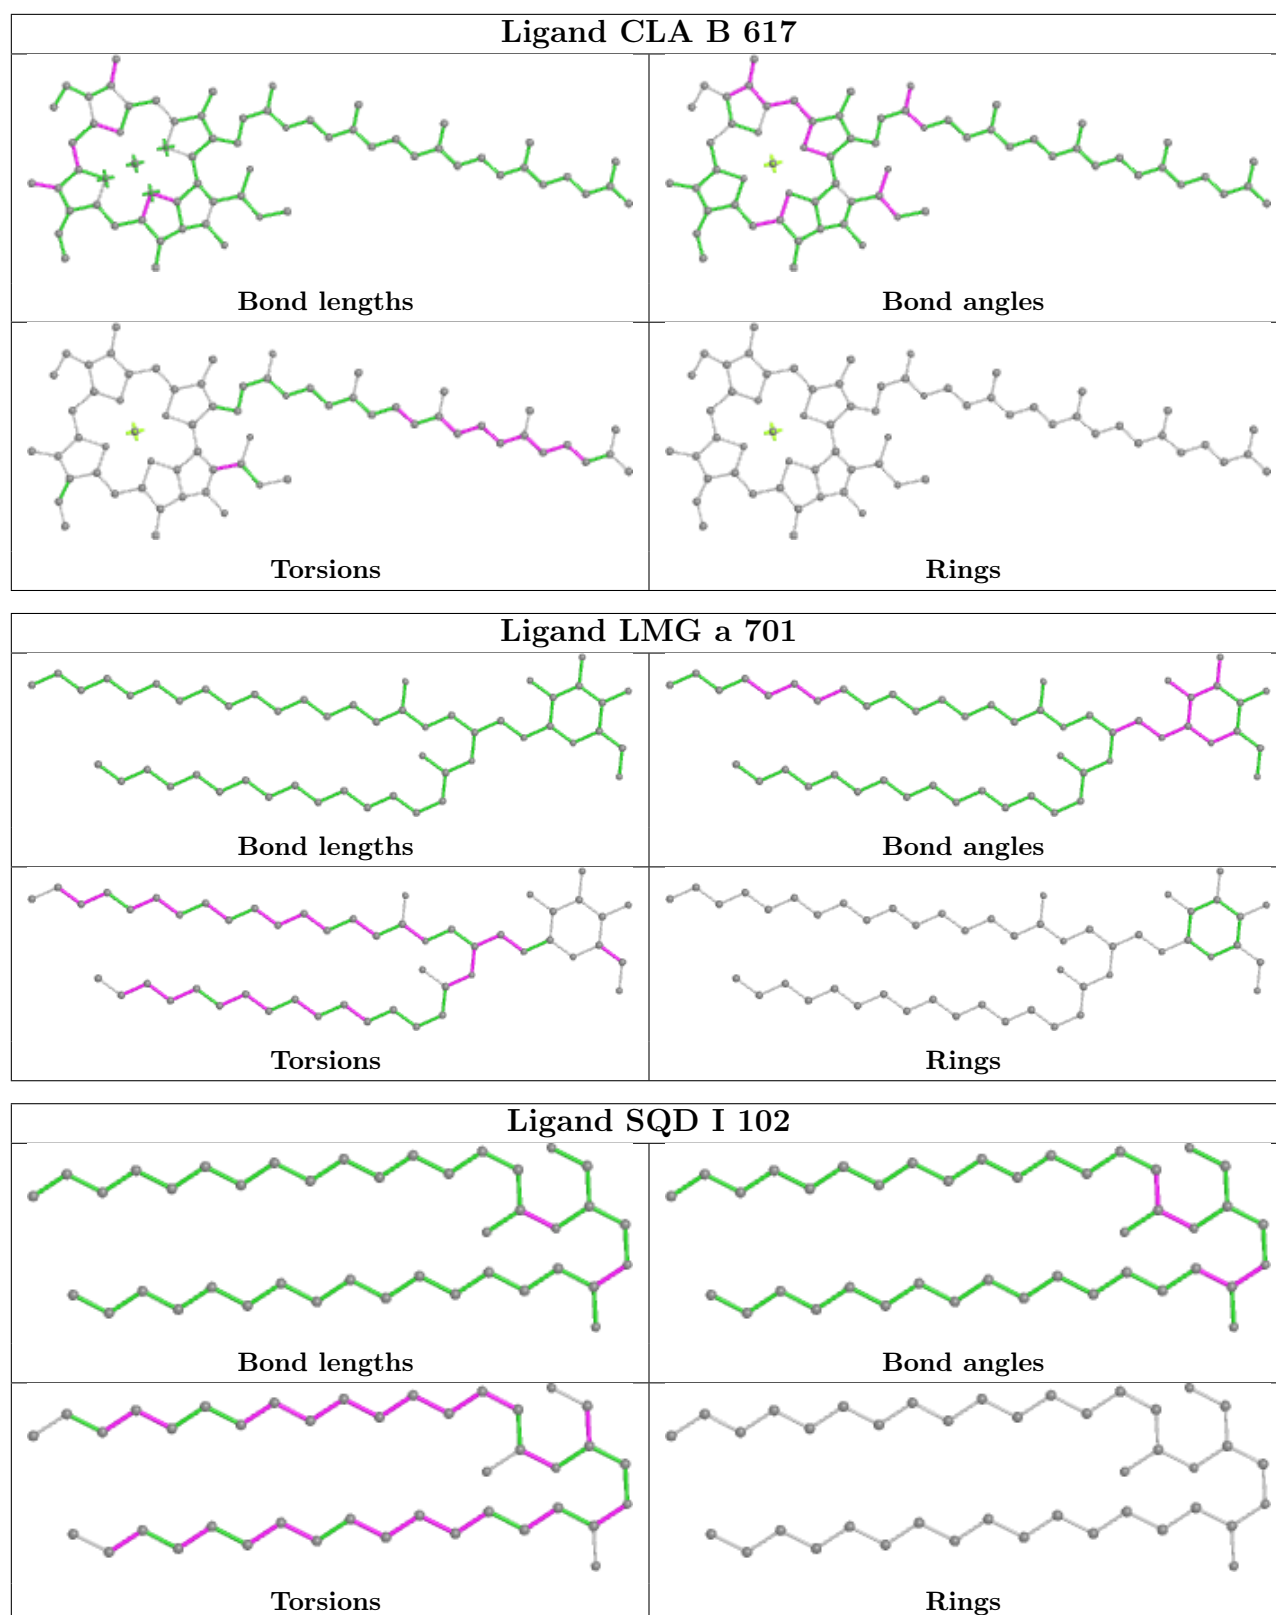 Ligand CLA B 617
Bond lengths
Bond angles
Torsions
Rings
Ligand LMG a 701
Bond lengths
Bond angles
Torsions
Rings
Ligand SQD I 102
Bond lengths
Bond angles
Torsions
Rings